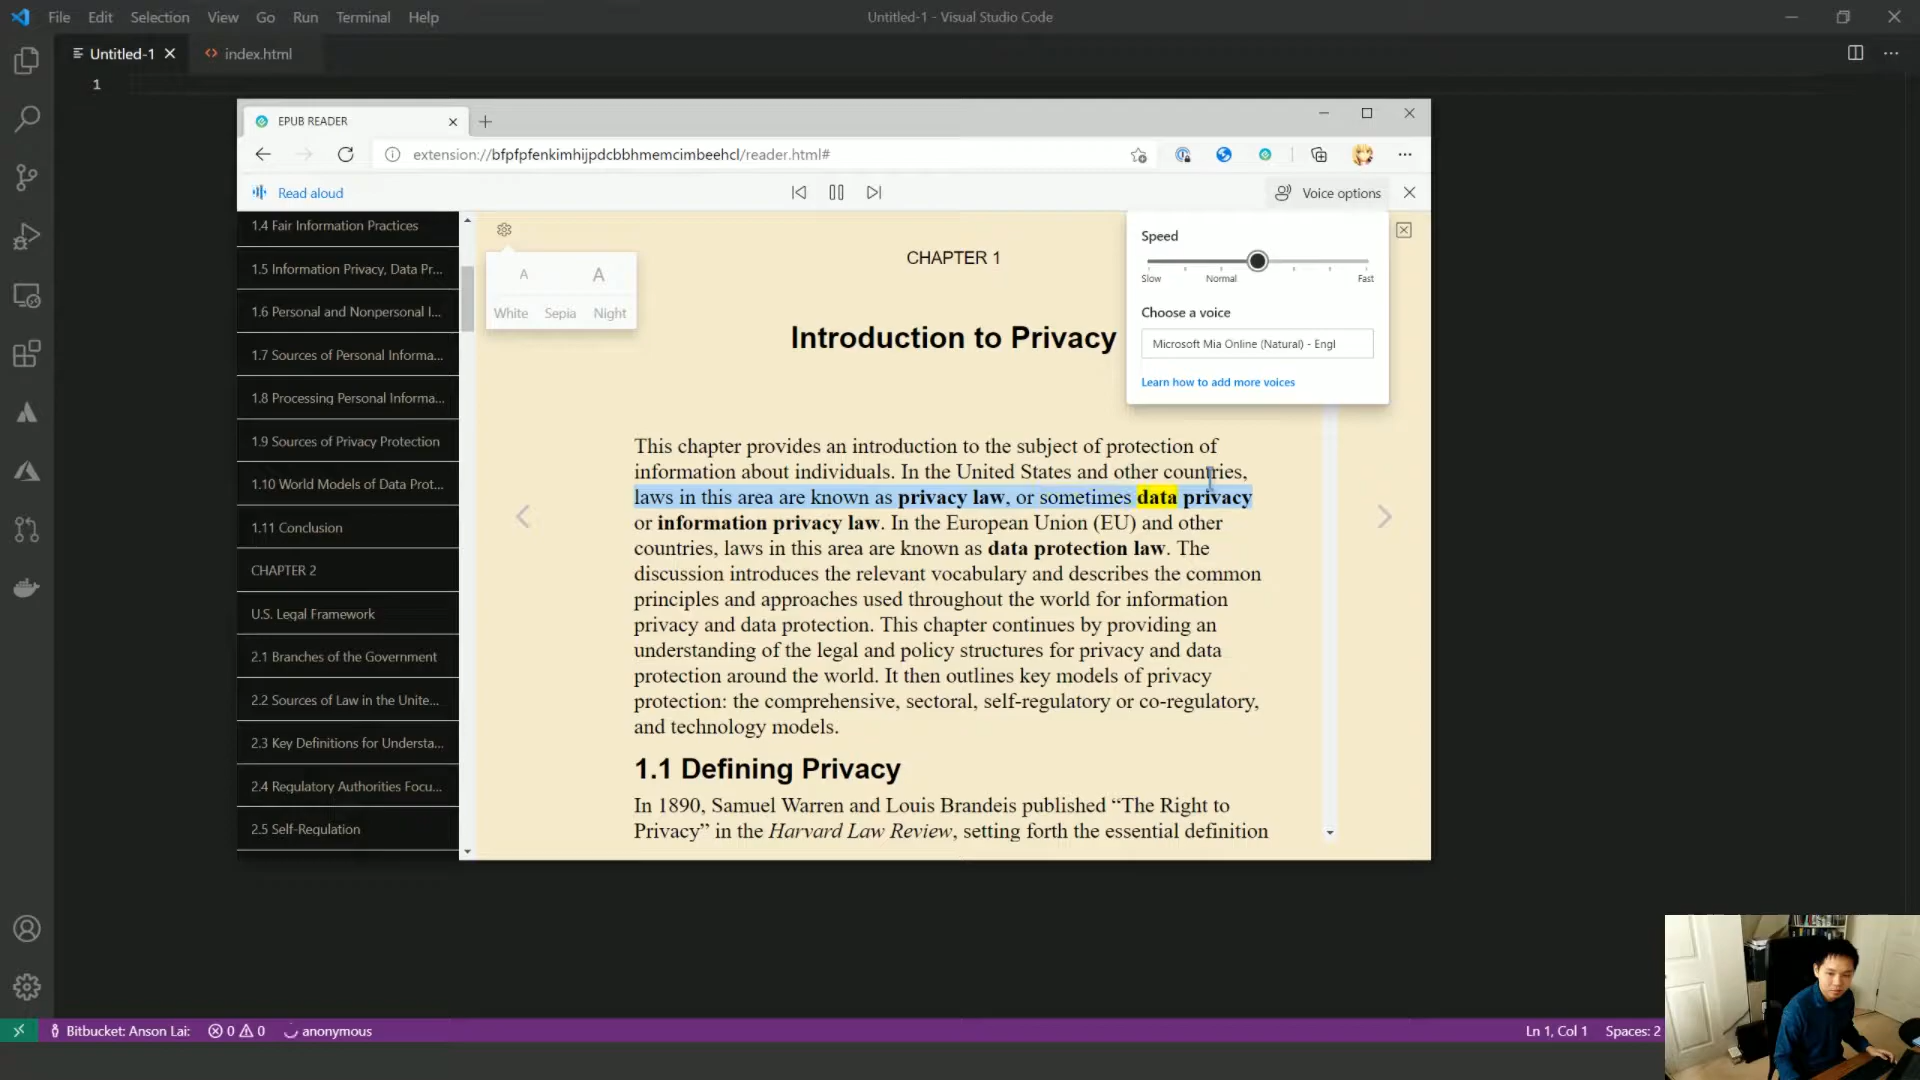 File Edit Selection View Go Run Terminal Help
Untitled-1 - Visual Studio Code
Untitled-1
index.html
1
EPUB READER
extension://bfpfpfenkimhijpdcbbhmemcimbeehcl/reader.html#
Read aloud
Voice options
1.4 Fair Information Practices
1.5 Information Privacy, Data Pr...
1.6 Personal and Nonpersonal I...
1.7 Sources of Personal Informa...
1.8 Processing Personal Informa...
1.9 Sources of Privacy Protection
1.10 World Models of Data Prot...
1.11 Conclusion
CHAPTER 2
U.S. Legal Framework
2.1 Branches of the Government
2.2 Sources of Law in the Unite...
2.3 Key Definitions for Understa...
2.4 Regulatory Authorities Focu...
2.5 Self-Regulation
A A
White Sepia Night
Speed
Slow Normal Fast
Choose a voice
Microsoft Mia Online (Natural) - Engl
Learn how to add more voices
CHAPTER 1
Introduction to Privacy
This chapter provides an introduction to the subject of protection of
information about individuals. In the United States and other countries,
laws in this area are known as privacy law, or sometimes data privacy
or information privacy law. In the European Union (EU) and other
countries, laws in this area are known as data protection law. The
discussion introduces the relevant vocabulary and describes the common
principles and approaches used throughout the world for information
privacy and data protection. This chapter continues by providing an
understanding of the legal and policy structures for privacy and data
protection around the world. It then outlines key models of privacy
protection: the comprehensive, sectoral, self-regulatory or co-regulatory,
and technology models.
1.1 Defining Privacy
In 1890, Samuel Warren and Louis Brandeis published “The Right to
Privacy” in the Harvard Law Review, setting forth the essential definition
Bitbucket: Anson Lai: 0 0 anonymous
Ln 1, Col 1 Spaces: 2